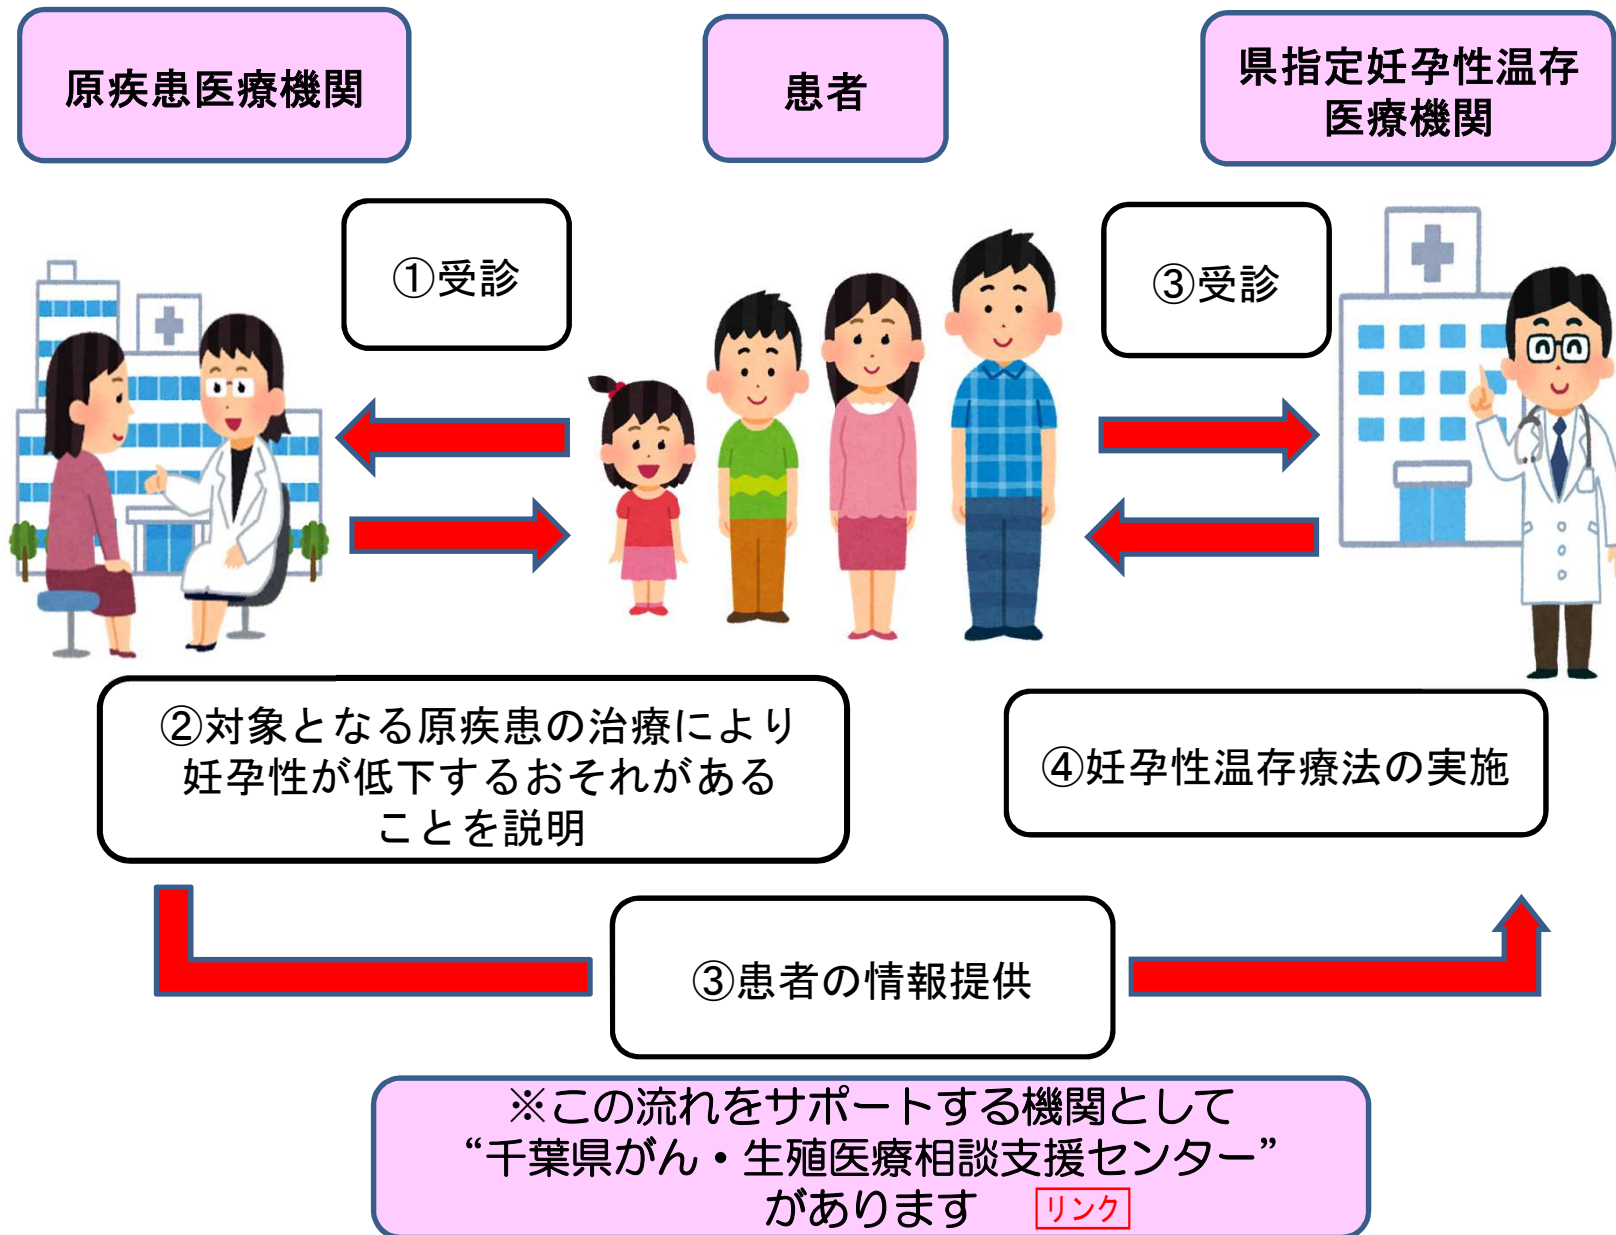 原疾患医療機関
患者
県指定妊孕性温存
医療機関
①受診
③受診
②対象となる原疾患の治療により
妊孕性が低下するおそれがある
ことを説明
④妊孕性温存療法の実施
③患者の情報提供
※この流れをサポートする機関として
“千葉県がん・生殖医療相談支援センター”
があります リンク